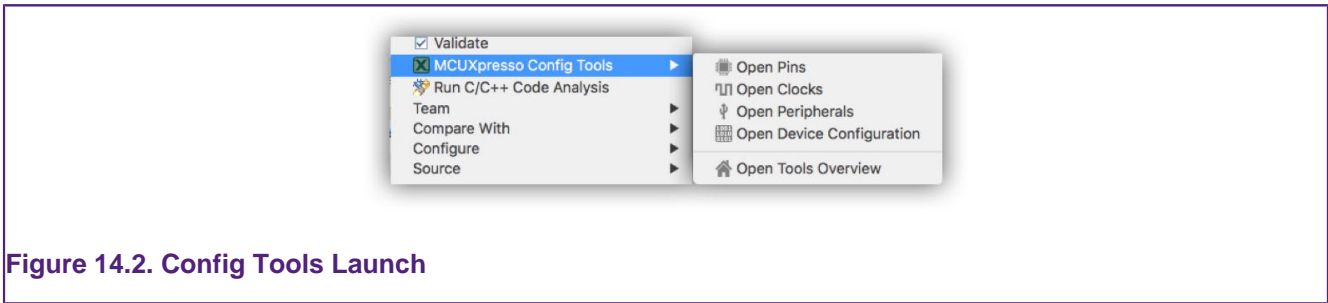 Validate
MCUXpresso Config Tools
Run C/C++ Code Analysis
Team
Compare With
Configure
Source
Open Pins
Open Clocks
Open Peripherals
Open Device Configuration
Open Tools Overview
Figure 14.2. Config Tools Launch